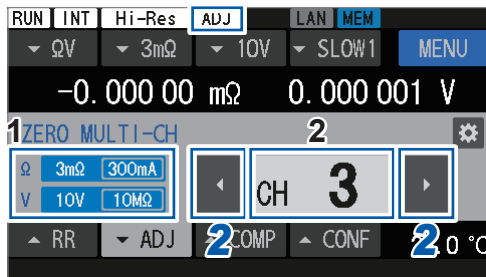 RUN INT Hi-Res ADJ LAN MEM
ΩV 3mΩ 10V SLOW1 MENU
-0.000 00 mΩ 0.000 001 V
1 ZERO MULTI-CH 2
Ω 3mΩ 300mA
V 10V 10MΩ
CH 3
2 2
RR ADJ COMP CONF .0 °C